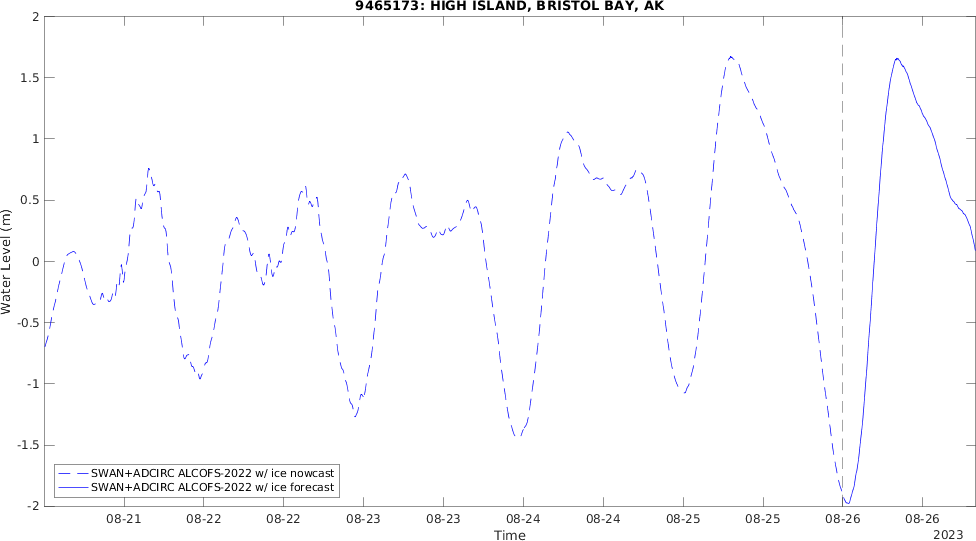 9465173: HIGH ISLAND, BRISTOL BAY, AK
2
1.5
1
0.5
0
-0.5
-1
-1.5
-2
Water Level (m)
SWAN+ADCIRC ALCOFS-2022 w/ ice nowcast
SWAN+ADCIRC ALCOFS-2022 w/ ice forecast
08-21 08-22 08-22 08-23 08-23 08-24 08-24 08-25 08-25 08-26 08-26
Time
2023